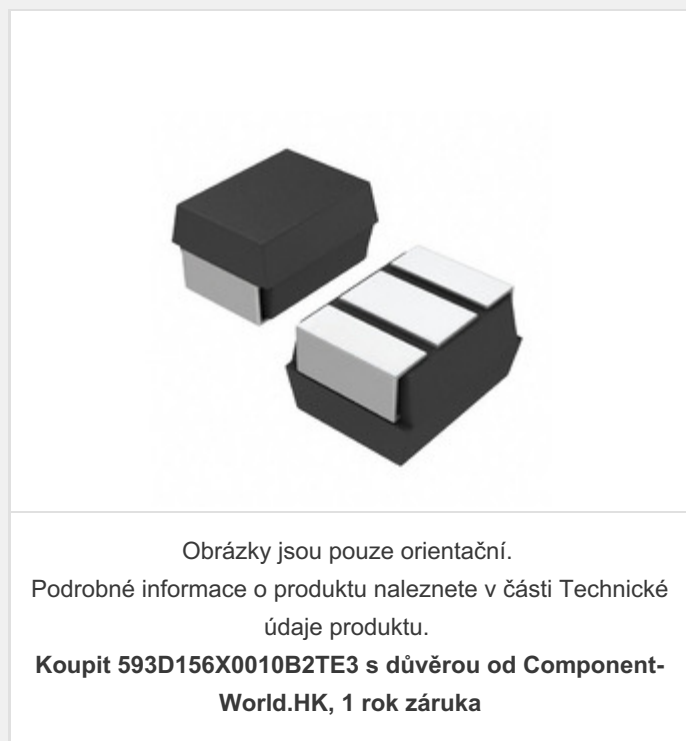 Obrázky jsou pouze orientační.
Podrobné informace o produktu naleznete v části Technické
údaje produktu.
Koupit 593D156X0010B2TE3 s důvěrou od Component-
World.HK, 1 rok záruka